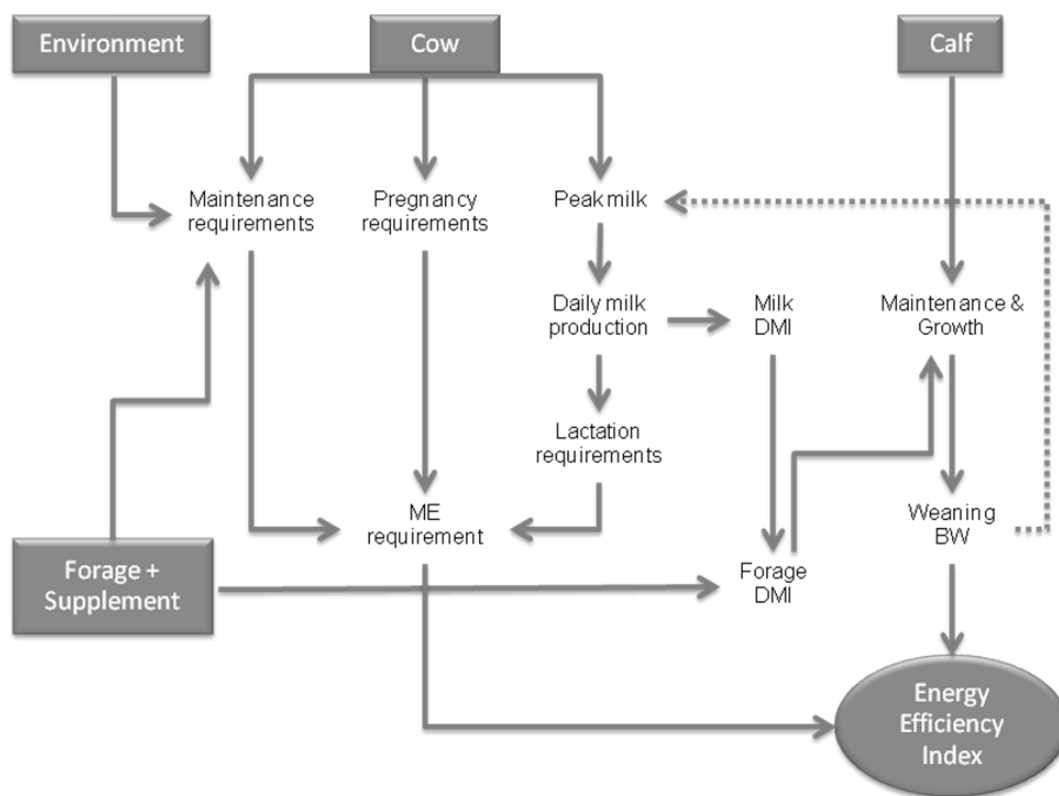 Environment
Cow
Calf
Maintenance
requirements
Pregnancy
requirements
Peak milk
Daily milk
production
Milk
DMI
Maintenance &
Growth
Lactation
requirements
ME
requirement
Weaning
BW
Forage +
Supplement
Forage
DMI
Energy
Efficiency
Index